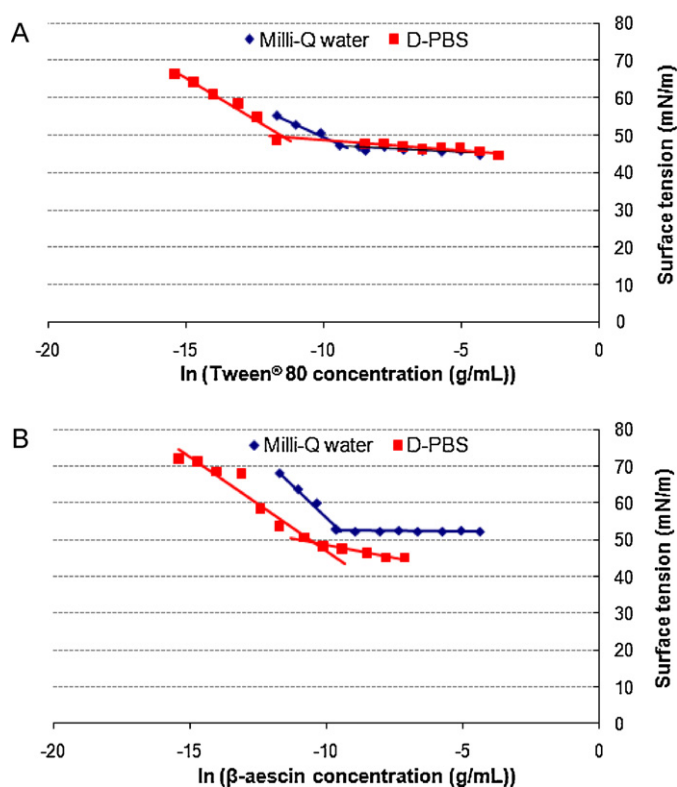 A
Milli-Q water D-PBS
80
70
60
50
40
30
20
10
0
Surface tension (mN/m)
-20 -15 -10 -5 0
ln (Tween® 80 concentration (g/mL))
B
Milli-Q water D-PBS
80
70
60
50
40
30
20
10
0
Surface tension (mN/m)
-20 -15 -10 -5 0
ln (β-aescin concentration (g/mL))